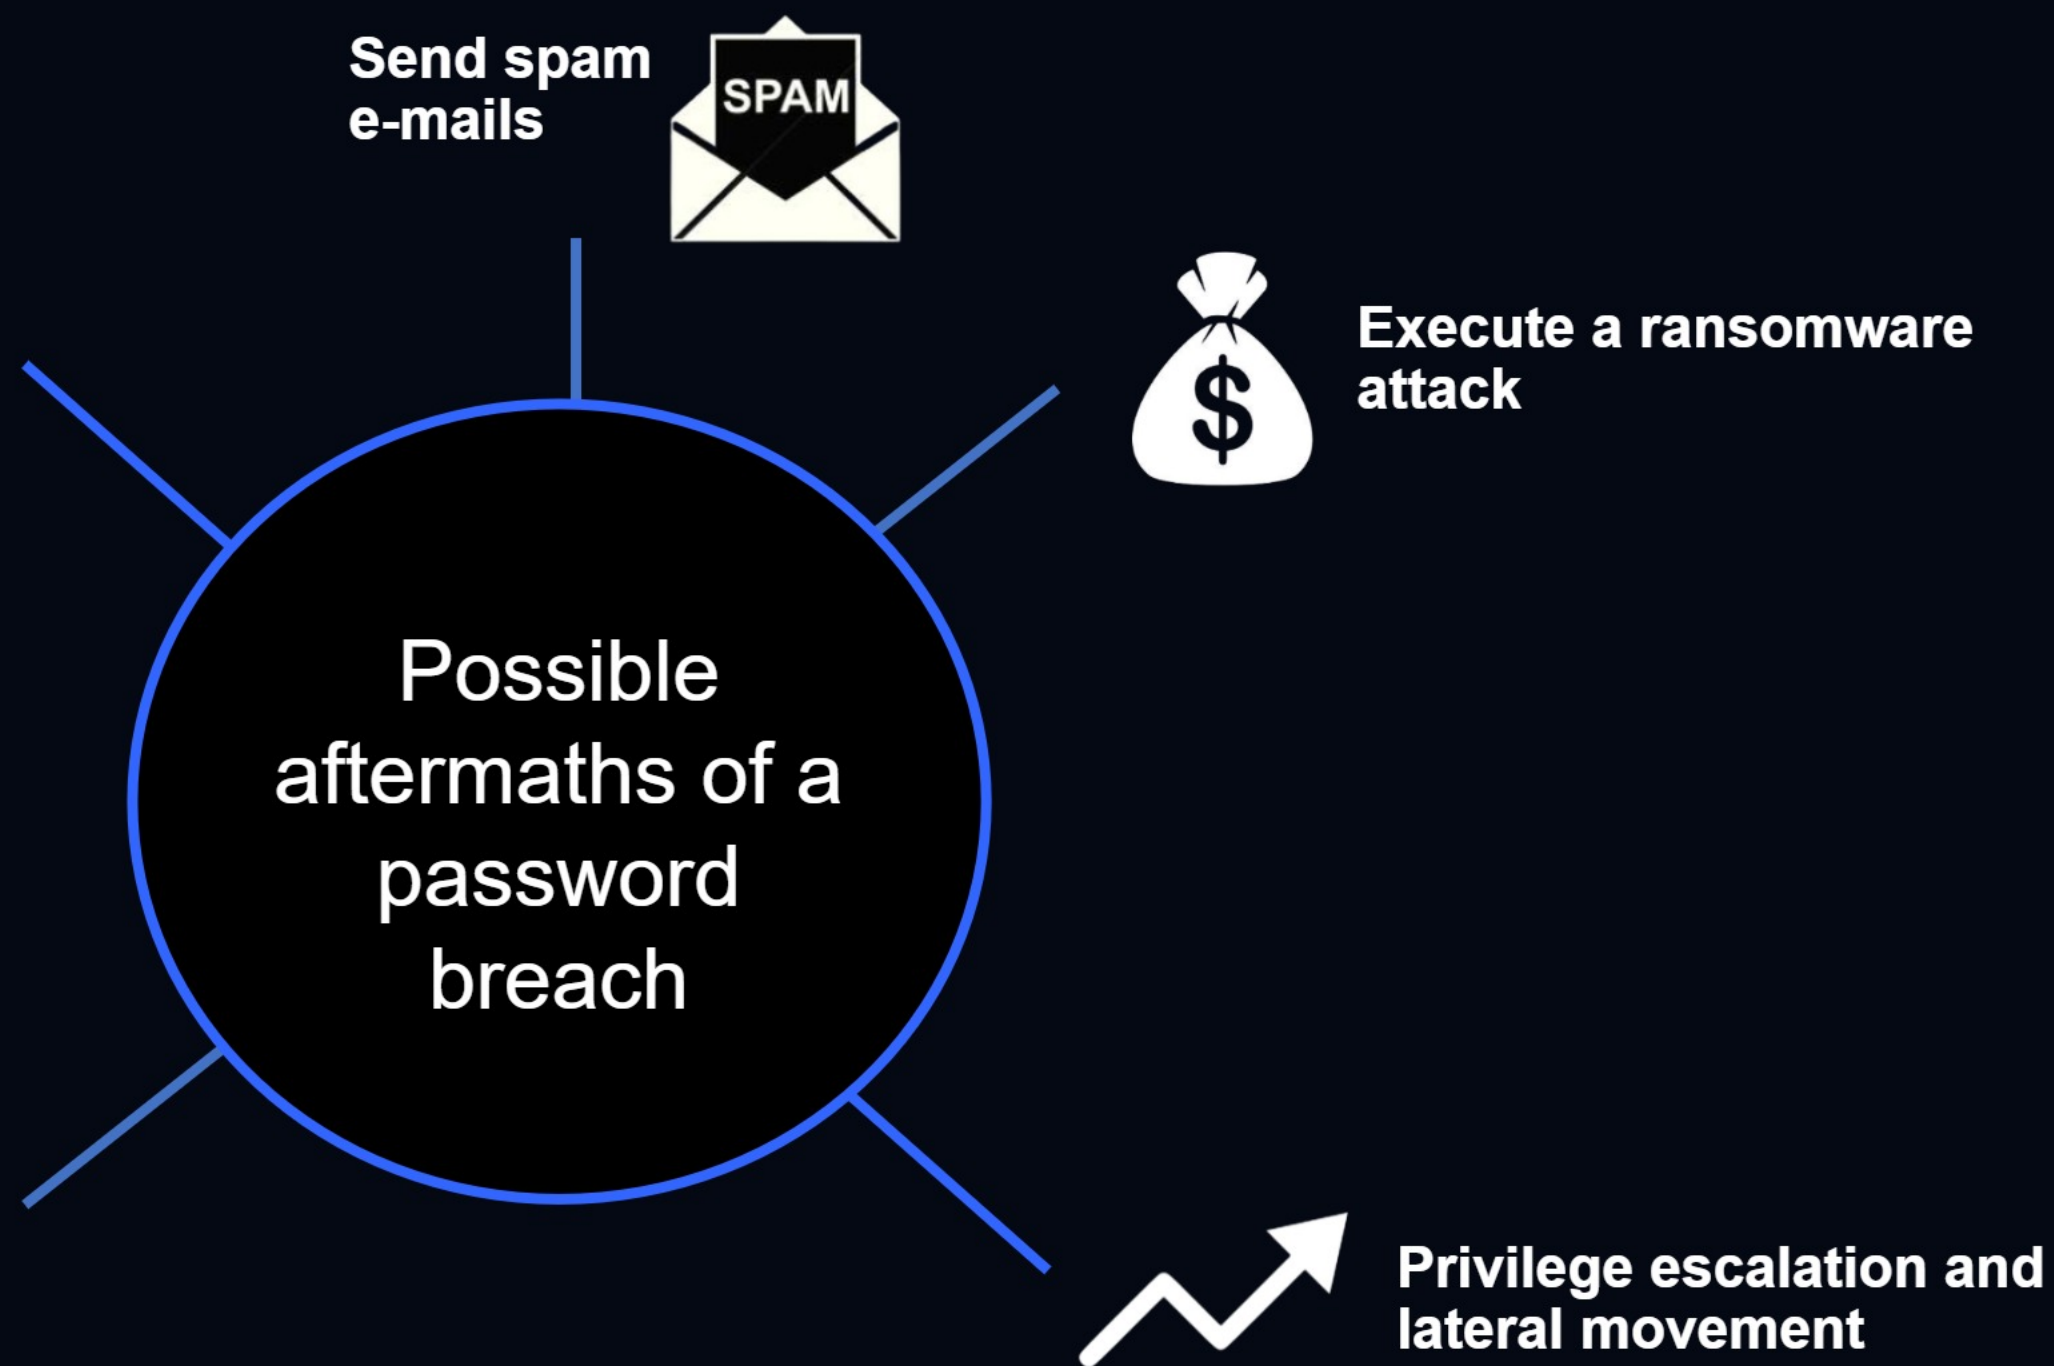 Send spam
e-mails
SPAM
Execute a ransomware
attack
$
Possible
aftermaths of a
password
breach
Privilege escalation and
lateral movement